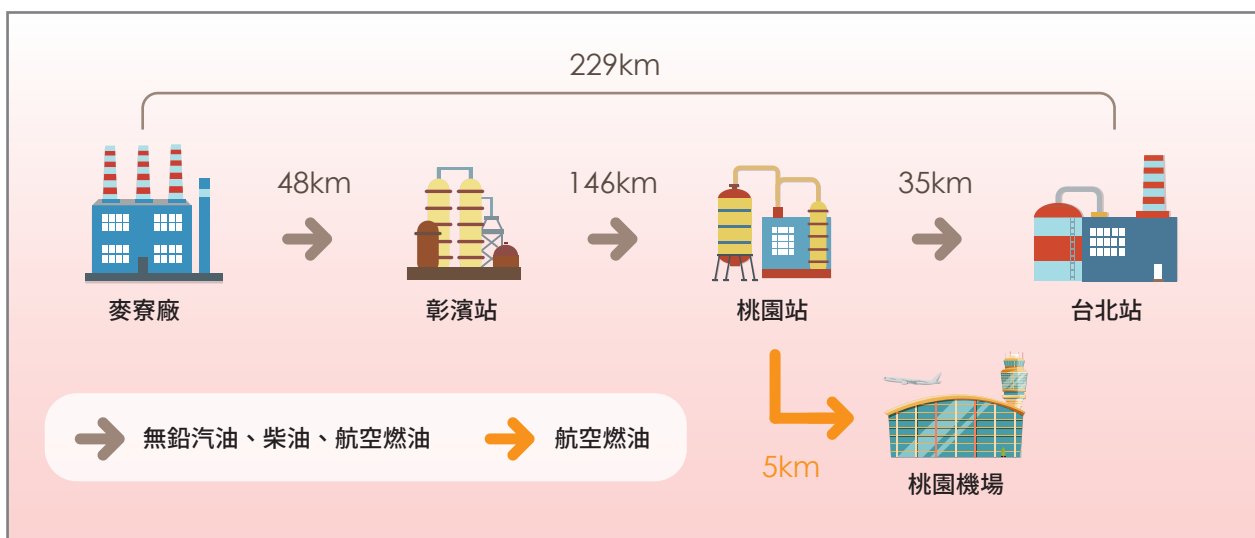 229km
48km
146km
35km
麥寮廠
彰濱站
桃園站
台北站
無鉛汽油、柴油、航空燃油
航空燃油
5km
桃園機場